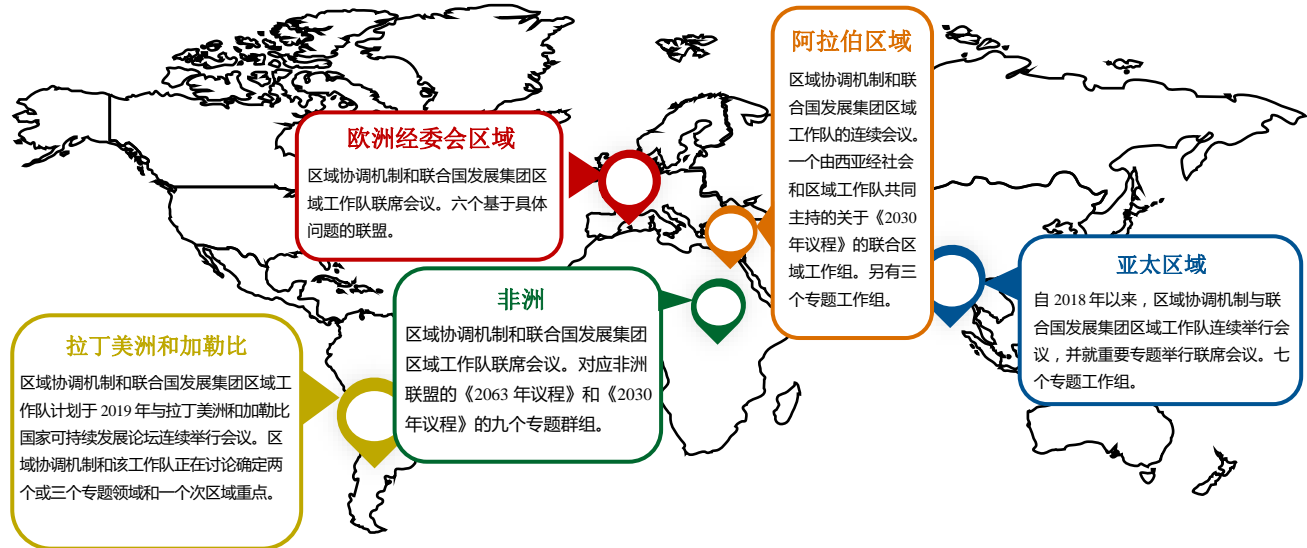 阿拉伯区域
区域协调机制和联
合国发展集团区域
工作队的连续会议。
一个由西亚经社会
和区域工作队共同
主持的关于《2030
年议程》的联合区
域工作组。另有三
个专题工作组。
欧洲经委会区域
区域协调机制和联合国发展集团区
域工作队联席会议。六个基于具体
问题的联盟。
亚太区域
自 2018 年以来，区域协调机制与联
合国发展集团区域工作队连续举行会
议，并就重要专题举行联席会议。七
个专题工作组。
非洲
区域协调机制和联合国发展集团
区域工作队联席会议。对应非洲
联盟的《2063 年议程》和《2030
年议程》的九个专题群组。
拉丁美洲和加勒比
区域协调机制和联合国发展集团区域工
作队计划于 2019 年与拉丁美洲和加勒比
国家可持续发展论坛连续举行会议。区
域协调机制和该工作队正在讨论确定两
个或三个专题领域和一个次区域重点。